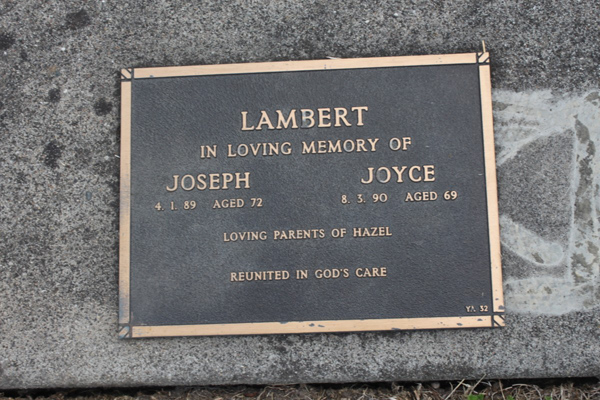 LAMBERT
IN LOVING MEMORY OF
JOSEPH JOYCE
4. 1. 89 AGED 72 8. 3. 90 AGED 69
LOVING PARENTS OF HAZEL
REUNITED IN GOD'S CARE